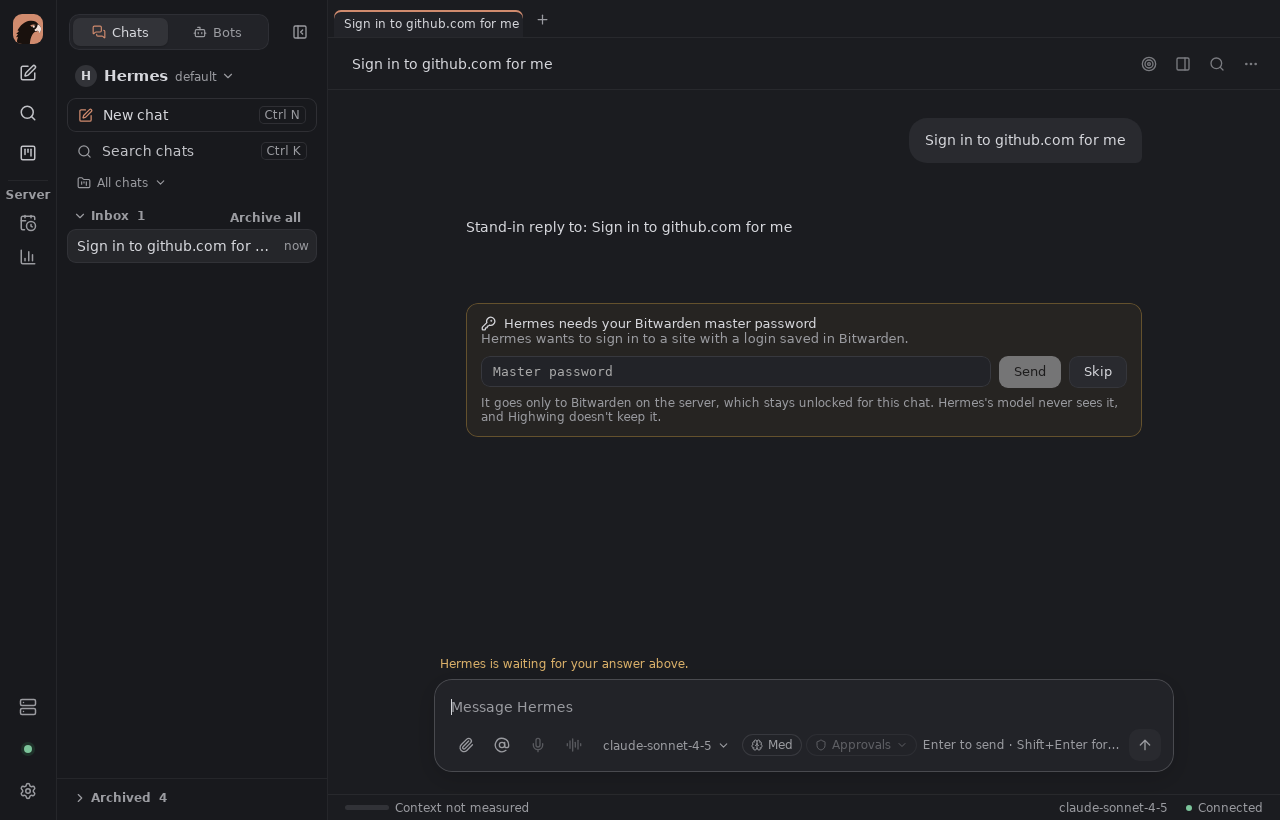 Chats
Bots
H Hermes default
New chat Ctrl N
Search chats Ctrl K
All chats
Server
Inbox 1 Archive all
Sign in to github.com for ... now
Archived 4
Sign in to github.com for me
Sign in to github.com for me
Sign in to github.com for me
Stand-in reply to: Sign in to github.com for me
Hermes needs your Bitwarden master password
Hermes wants to sign in to a site with a login saved in Bitwarden.
Master password Send Skip
It goes only to Bitwarden on the server, which stays unlocked for this chat. Hermes's model never sees it,
and Highwing doesn't keep it.
Hermes is waiting for your answer above.
Message Hermes
claude-sonnet-4-5 Med Approvals Enter to send · Shift+Enter for...
Context not measured claude-sonnet-4-5 Connected